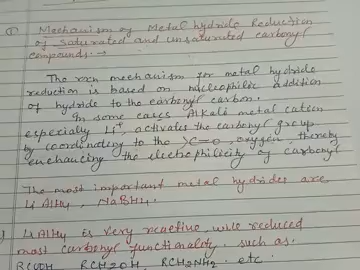 ① Mechanism of Metal hydride Reduction
of saturated and unsaturated carbonyl
compounds:→
The rxn mechanism for metal hydride
reduction is based on nucleophilic addition
of hydride to the carbonyl carbon.
In some cases Alkali metal cation
especially Li+, activates the carbonyl group
by coordinating to the >C=O, oxygen, thereby
enchancing the electrophilicity of carbonyl
The most important metal hydrides are
LiAlH4, NaBH4.
LiAlH4 is very reactive, will reduced
most carbonyl functionality. such as.
RCOOH RCH2OH, RCH2NH2. etc.